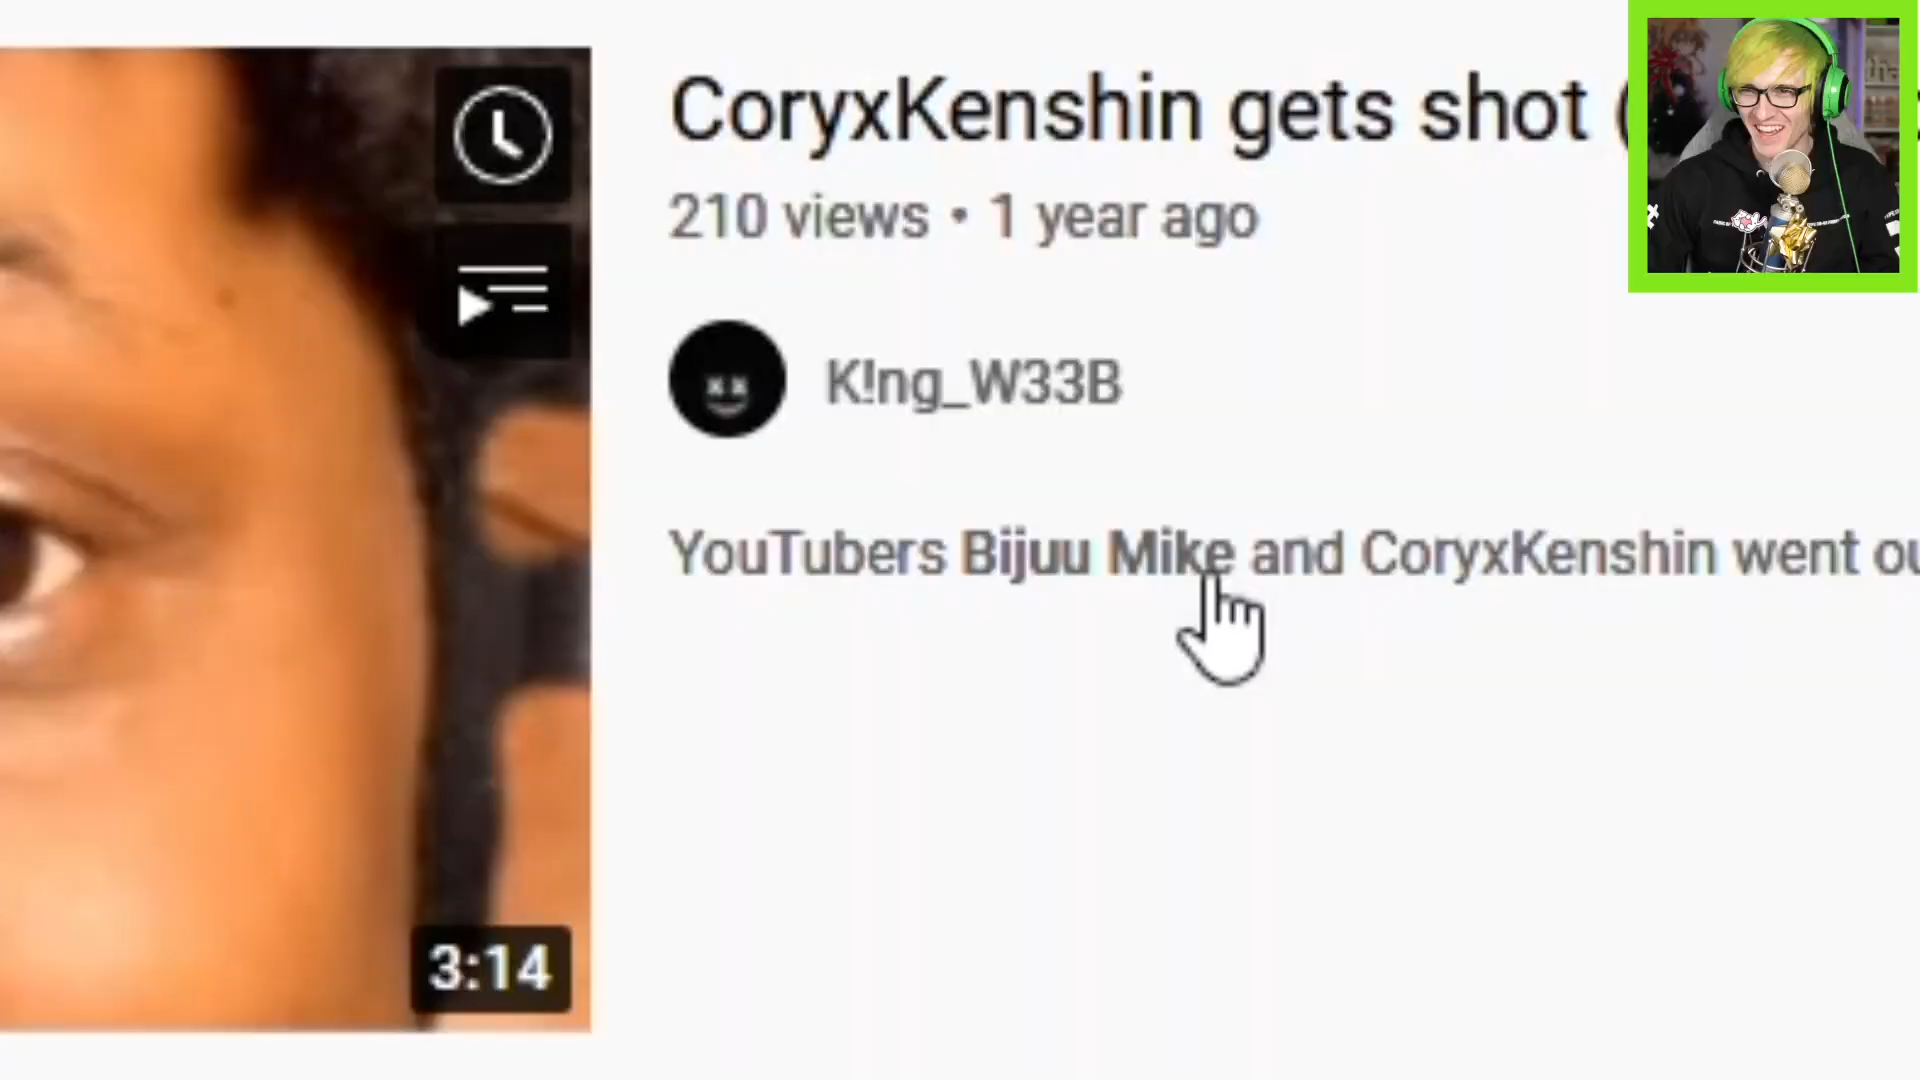 CoryxKenshin gets shot (
210 views • 1 year ago
K!ng_W33B
YouTubers Bijuu Mike and CoryxKenshin went
3:14